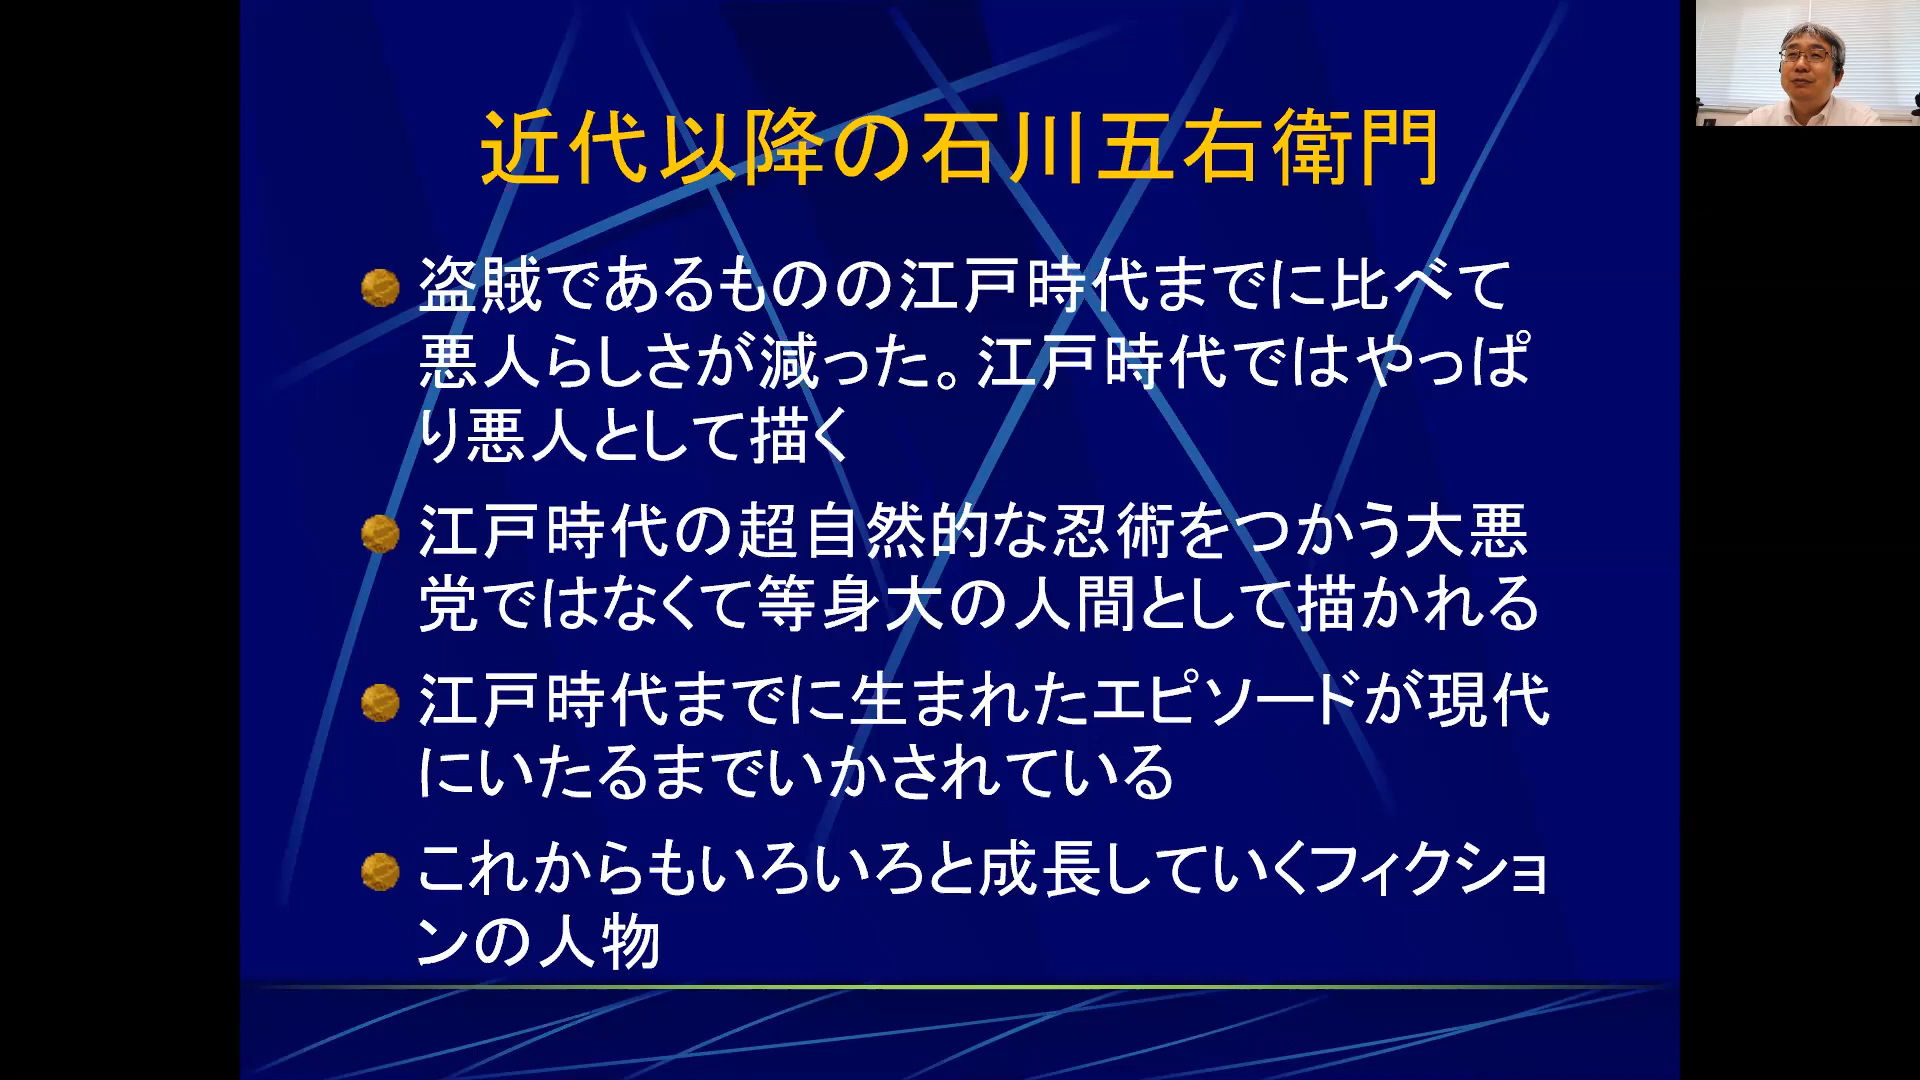 近代以降の石川五右衛門
盗賊であるものの江戸時代までに比べて
悪人らしさが減った。江戸時代ではやっぱ
り悪人として描く
江戸時代の超自然的な忍術をつかう大悪
党ではなくて等身大の人間として描かれる
江戸時代までに生まれたエピソードが現代
にいたるまでいかされている
これからもいろいろと成長していくフィクショ
ンの人物